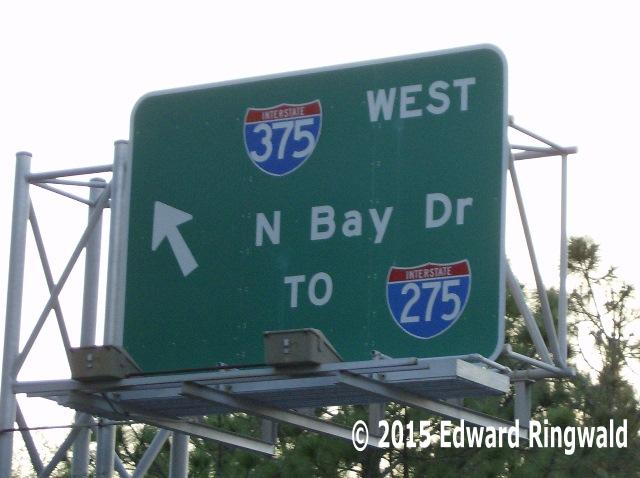 WEST
INTERSTATE
375
N Bay Dr
TO
INTERSTATE
275
© 2015 Edward Ringwald